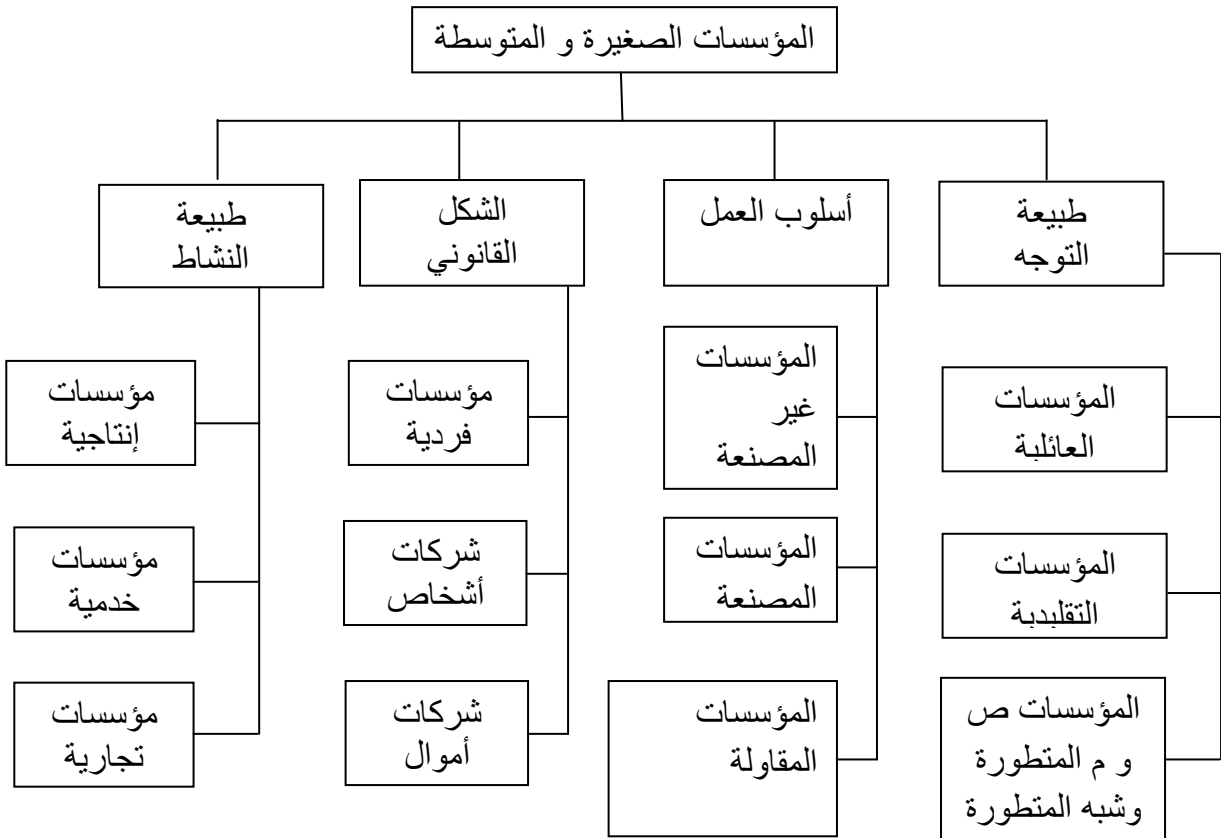 المؤسسات الصغيرة و المتوسطة
طبيعة
التوجه
أسلوب العمل
الشكل
القانوني
طبيعة
النشاط
المؤسسات
العائلية
المؤسسات
غير
المصنعة
مؤسسات
فردية
مؤسسات
إنتاجية
المؤسسات
التقليدية
المؤسسات
المصنعة
شركات
أشخاص
مؤسسات
خدمية
المؤسسات ص
و م المتطورة
وشبه المتطورة
المؤسسات
المقاولة
شركات
أموال
مؤسسات
تجارية